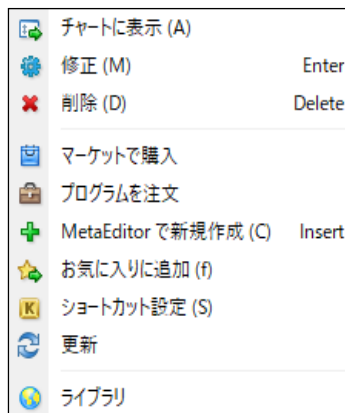 チャートに表示 (A)
修正 (M) Enter
削除 (D) Delete
マーケットで購入
プログラムを注文
MetaEditor で新規作成 (C) Insert
お気に入りに追加 (f)
K ショートカット設定 (S)
更新
ライブラリ